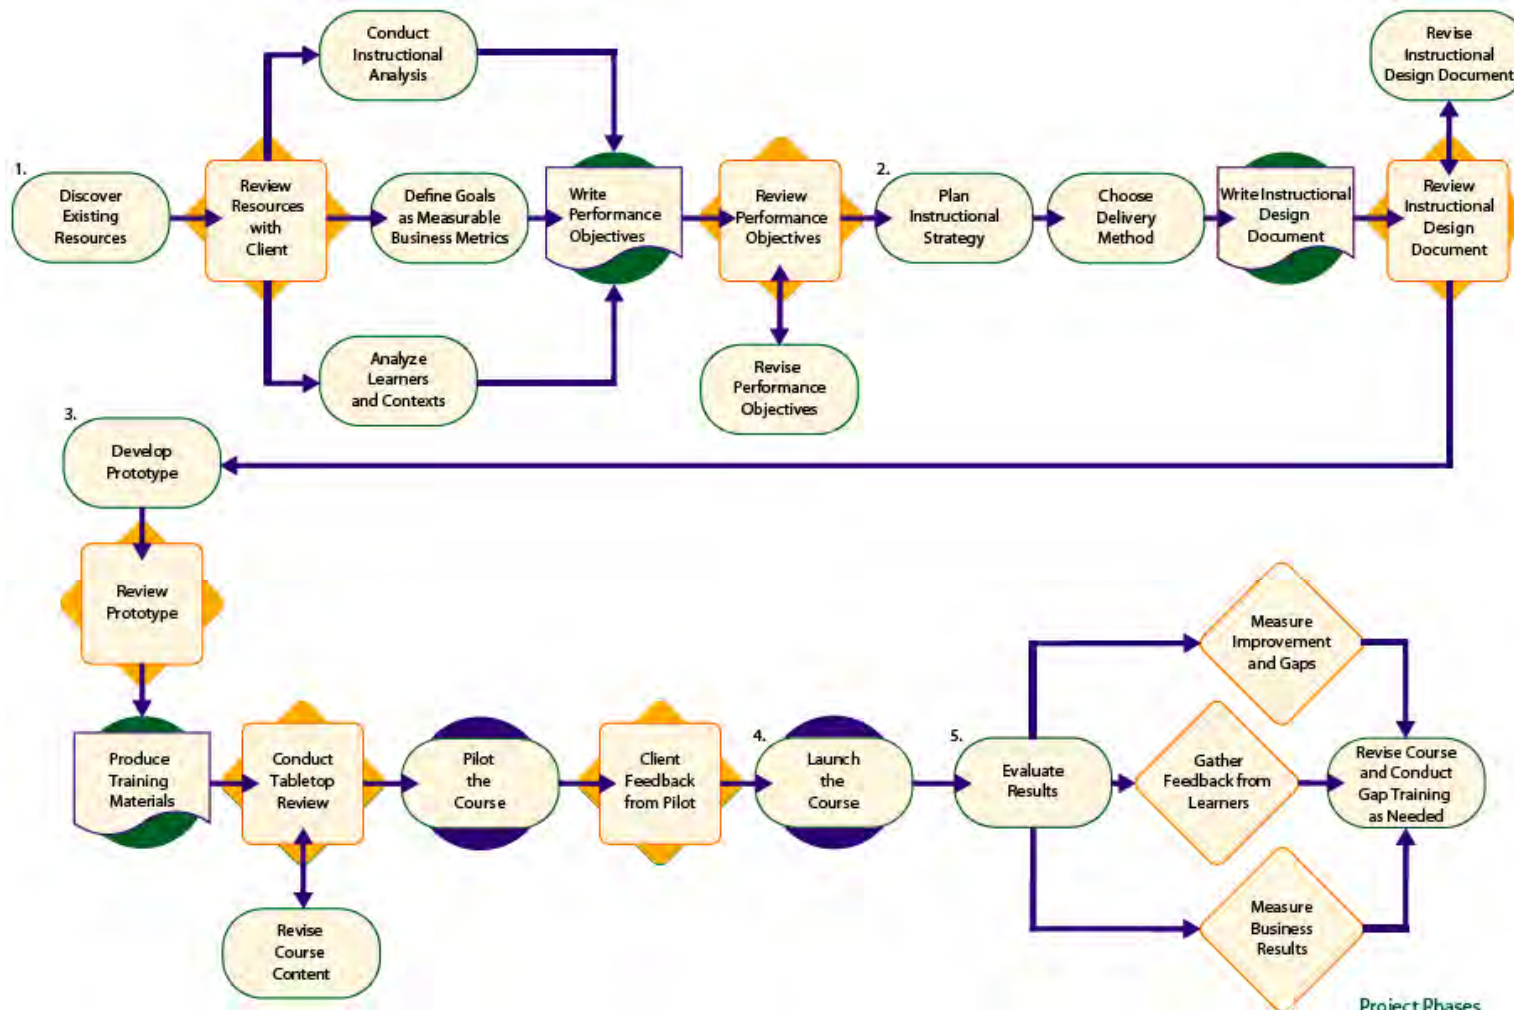 Conduct
Instructional
Analysis
Revise
Instructional
Design Document
1.
Discover
Existing
Resources
Review
Resources
with
Client
Define Goals
as Measurable
Business Metrics
Write
Performance
Objectives
Review
Performance
Objectives
2.
Plan
Instructional
Strategy
Choose
Delivery
Method
Write Instructional
Design
Document
Review
Instructional
Design
Document
Analyze
Learners
and Contexts
Revise
Performance
Objectives
3.
Develop
Prototype
Review
Prototype
Produce
Training
Materials
Conduct
Tabletop
Review
Pilot
the
Course
Client
Feedback
from Pilot
4.
Launch
the
Course
5.
Evaluate
Results
Measure
Improvement
and Gaps
Gather
Feedback from
Learners
Revise Course
and Conduct
Gap Training
as Needed
Measure
Business
Results
Revise
Course
Content
Project Phases